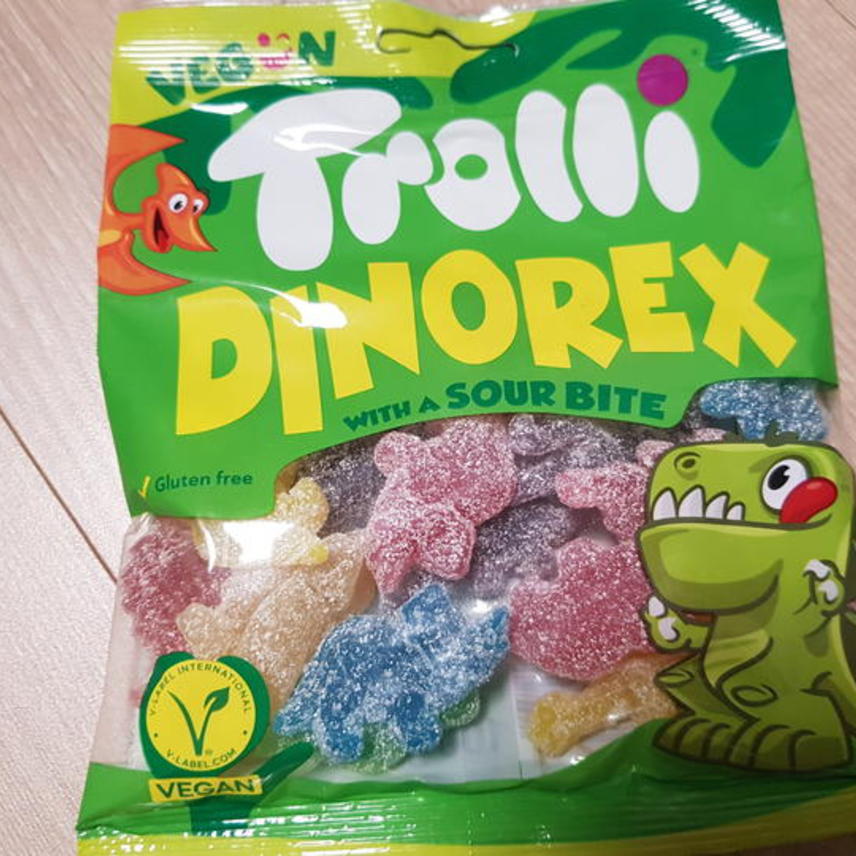 VEGAN
Trolli
DINOREX
WITH A SOUR BITE
✓ Gluten free
V-LABEL INTERNATIONAL
V-LABEL.COM
VEGAN